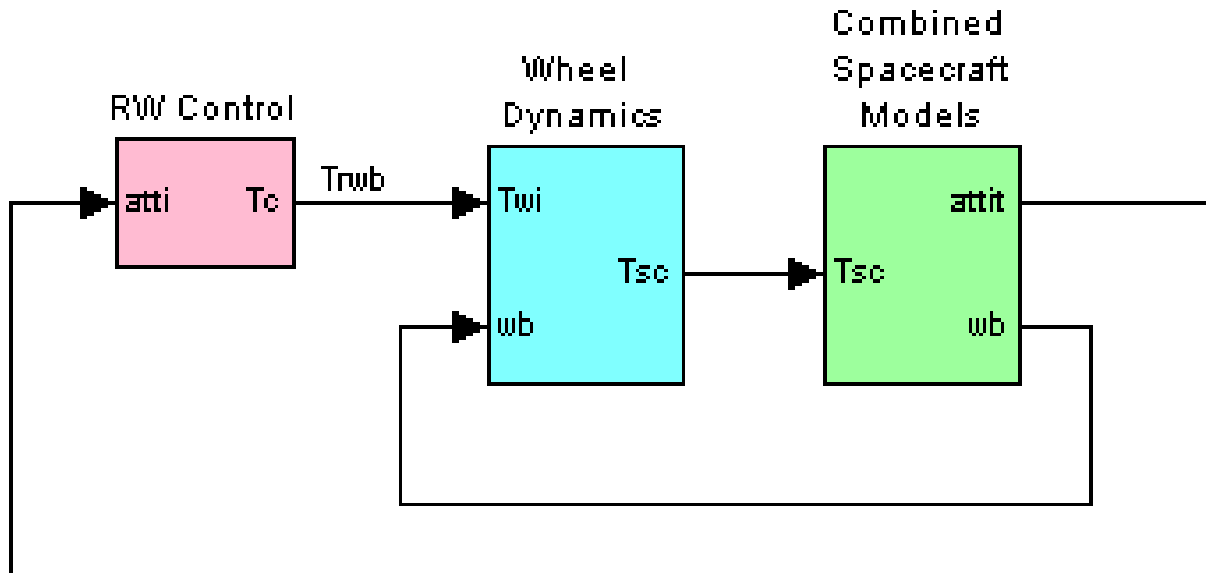 RW Control
atti
Tc
Trwb
Wheel
Dynamics
Twi
Tsc
wb
Combined
Spacecraft
Models
attit
Tsc
wb